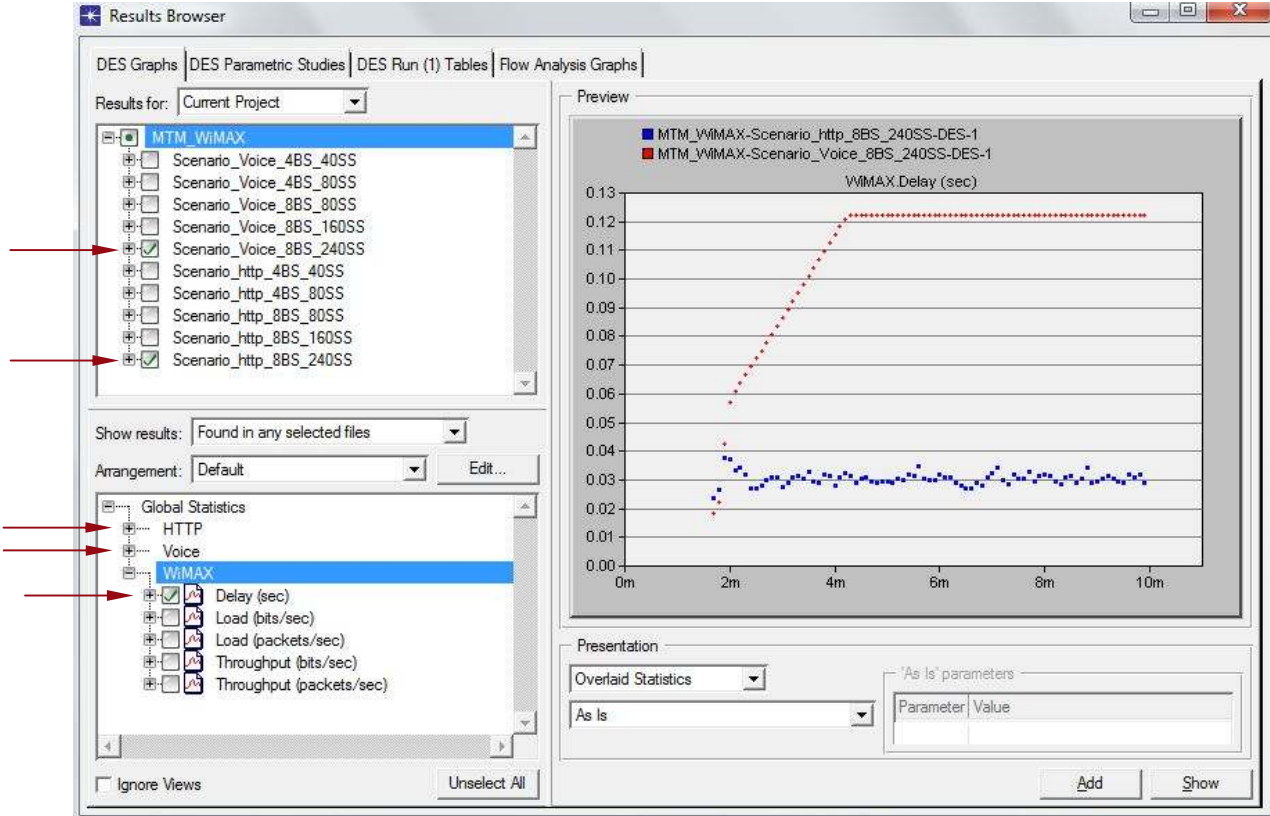 Results Browser
DES Graphs DES Parametric Studies DES Run (1) Tables Flow Analysis Graphs
Results for: Current Project
MTM_WiMAX
Scenario_Voice_4BS_40SS
Scenario_Voice_4BS_80SS
Scenario_Voice_8BS_80SS
Scenario_Voice_8BS_160SS
Scenario_Voice_8BS_240SS
Scenario_http_4BS_40SS
Scenario_http_4BS_80SS
Scenario_http_8BS_80SS
Scenario_http_8BS_160SS
Scenario_http_8BS_240SS
Show results: Found in any selected files
Arrangement: Default Edit...
Global Statistics
HTTP
Voice
WiMAX
Delay (sec)
Load (bits/sec)
Load (packets/sec)
Throughput (bits/sec)
Throughput (packets/sec)
Ignore Views Unselect All
Preview
MTM_WiMAX-Scenario_http_8BS_240SS-DES-1
MTM_WiMAX-Scenario_Voice_8BS_240SS-DES-1
WiMAX.Delay (sec)
0.13
0.12
0.11
0.10
0.09
0.08
0.07
0.06
0.05
0.04
0.03
0.02
0.01
0.00
0m 2m 4m 6m 8m 10m
Presentation
Overlaid Statistics
As Is
'As Is' parameters
Parameter Value
Add Show